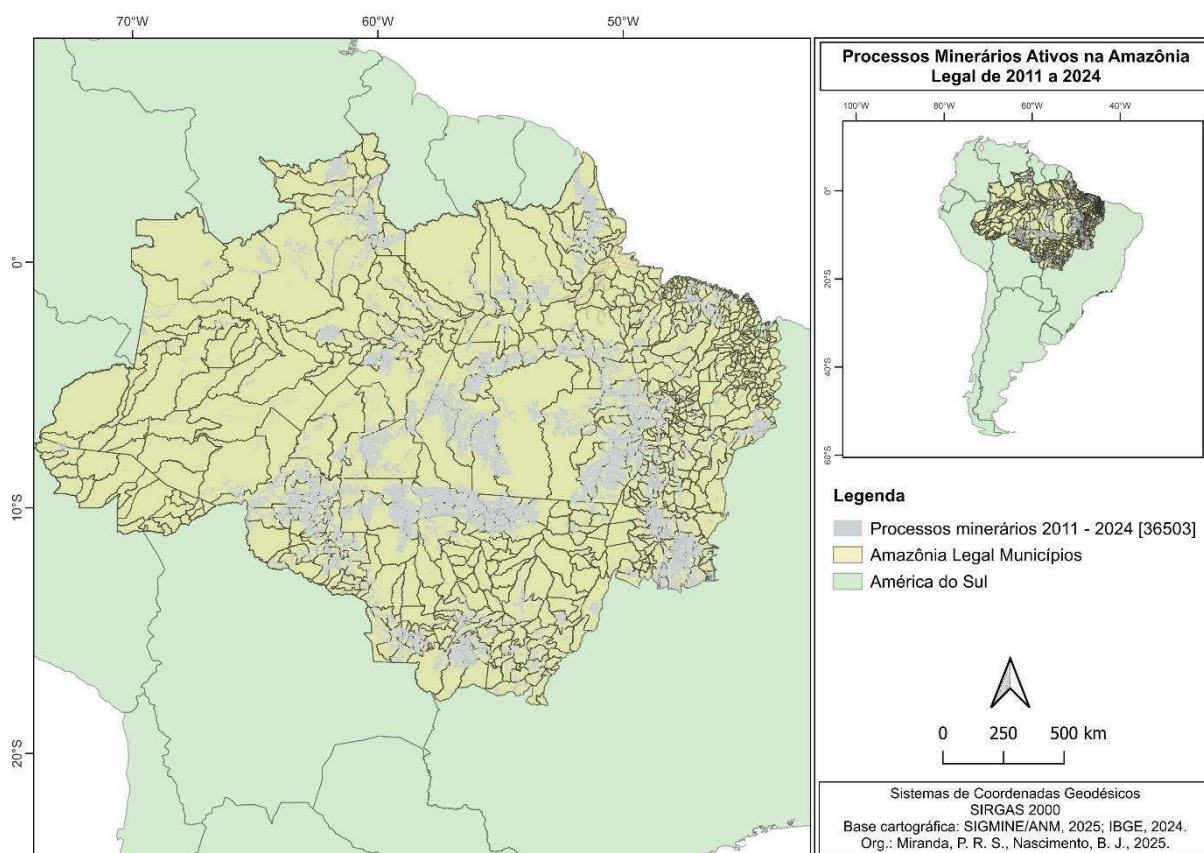 70°W
60°W
50°W
0°
10°S
20°S
Processos Minerários Ativos na Amazônia
Legal de 2011 a 2024
100°W
80°W
60°W
40°W
0°
20°S
40°S
60°S
Legenda
Processos minerários 2011 - 2024 [36503]
Amazônia Legal Municípios
América do Sul
0 250 500 km
Sistemas de Coordenadas Geodésicos
SIRGAS 2000
Base cartográfica: SIGMINE/ANM, 2025; IBGE, 2024.
Org.: Miranda, P. R. S., Nascimento, B. J., 2025.